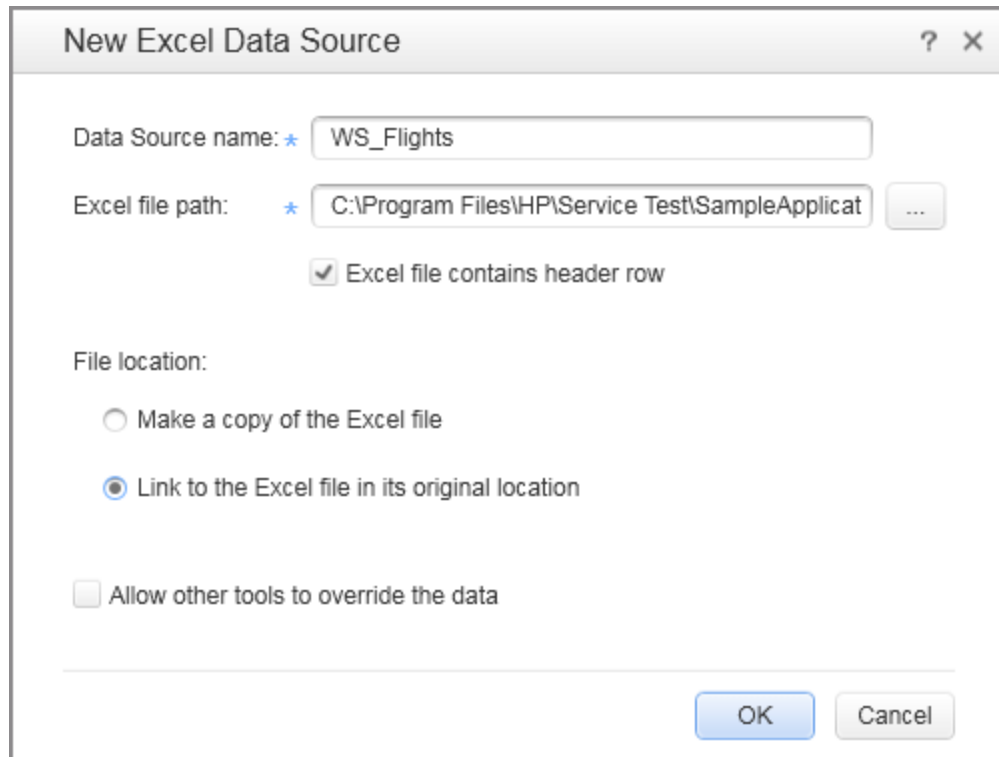 New Excel Data Source ? ×
Data Source name: * WS_Flights
Excel file path: * C:\Program Files\HP\Service Test\SampleApplicat ...
Excel file contains header row
File location:
Make a copy of the Excel file
Link to the Excel file in its original location
Allow other tools to override the data
OK Cancel